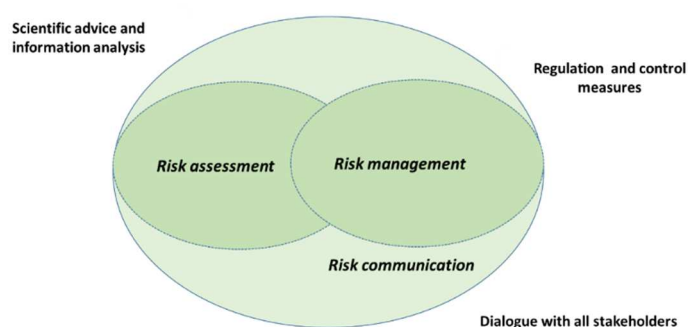 Scientific advice and
information analysis
Regulation and control
measures
Risk assessment
Risk management
Risk communication
Dialogue with all stakeholders